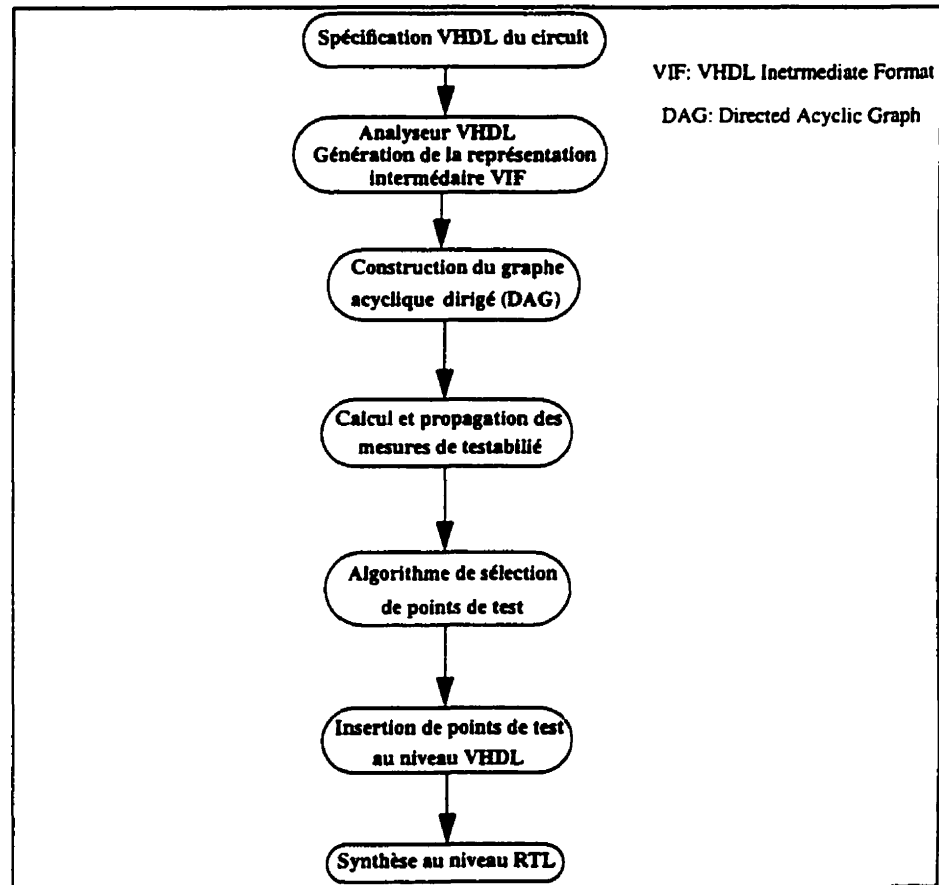 Spécification VHDL du circuit
VIF: VHDL Inetrmediate Format
DAG: Directed Acyclic Graph
Analyseur VHDL
Génération de la représentation
intermédaire VIF
Construction du graphe
acyclique dirigé (DAG)
Calcul et propagation des
mesures de testabilié
Algorithme de sélection
de points de test
Insertion de points de test
au niveau VHDL
Synthèse au niveau RTL